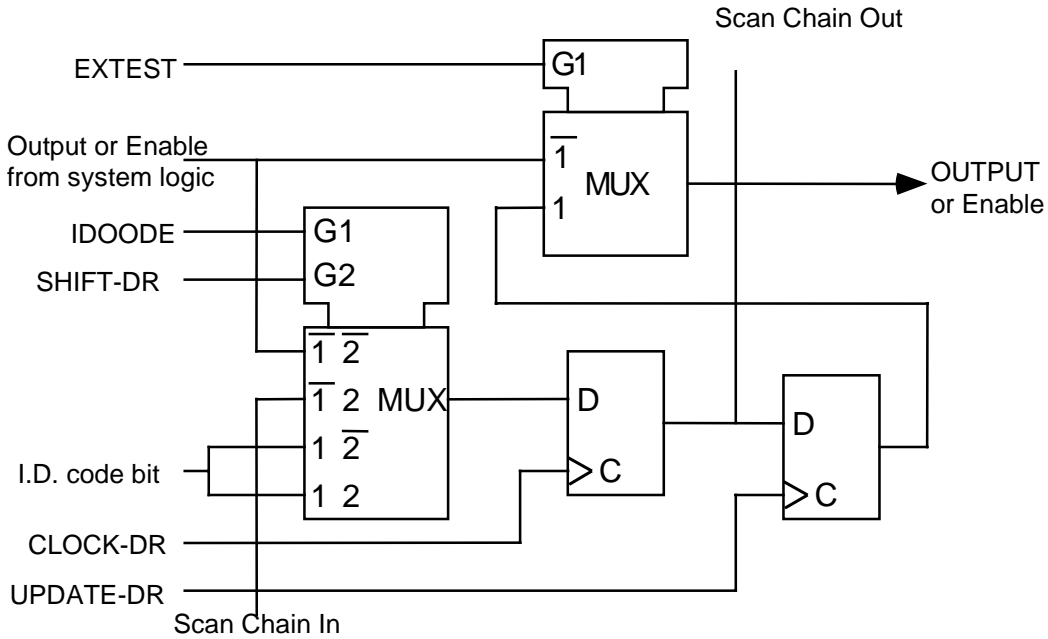 Scan Chain Out
EXTEST
G1
Output or Enable
from system logic
1
MUX
1
OUTPUT
or Enable
IDOODE
G1
SHIFT-DR
G2
1 2
1 2 MUX
1 2
1 2
D
C
D
C
I.D. code bit
CLOCK-DR
UPDATE-DR
Scan Chain In